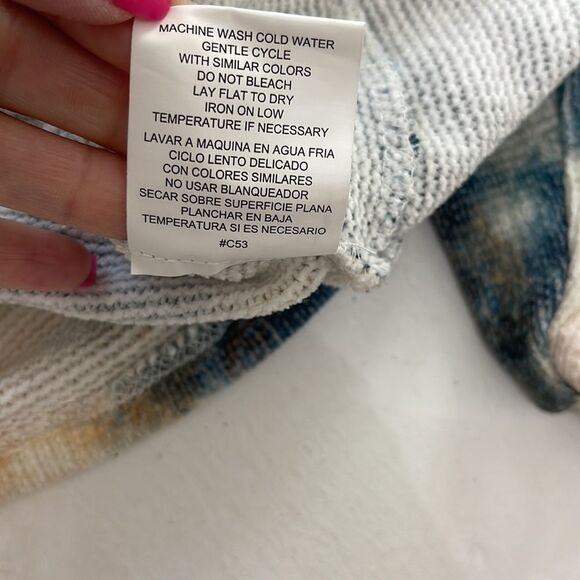 MACHINE WASH COLD WATER
GENTLE CYCLE
WITH SIMILAR COLORS
DO NOT BLEACH
LAY FLAT TO DRY
IRON ON LOW
TEMPERATURE IF NECESSARY
LAVAR A MAQUINA EN AGUA FRIA
CICLO LENTO DELICADO
CON COLORES SIMILARES
NO USAR BLANQUEADOR
SECAR SOBRE SUPERFICIE PLANA
PLANCHAR EN BAJA
TEMPERATURA SI ES NECESARIO
#C53